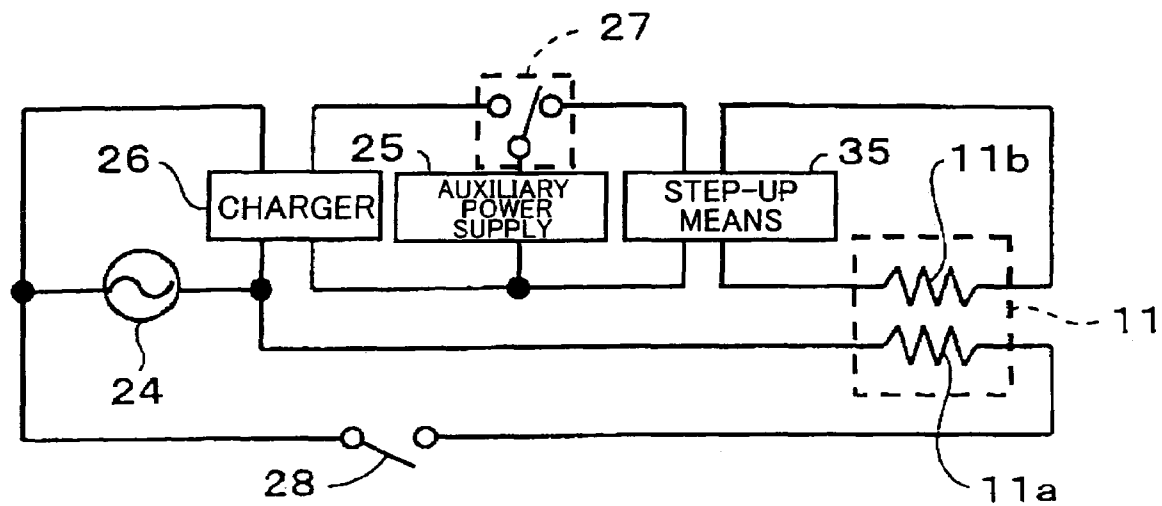 27
26
25
35
11b
CHARGER
AUXILIARY
POWER
SUPPLY
STEP-UP
MEANS
11
24
28
11a